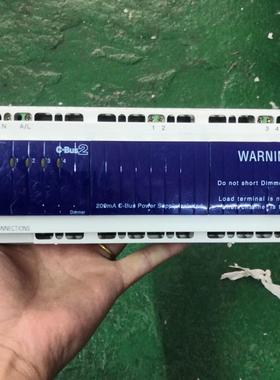 N A/L 1 2 3 4
C-Bus2
WARNIN
1 2 3 4
Do not short Dimme
Load terminal is n
Dimmer
200mA C-Bus Power Supply
CONNECTIONS